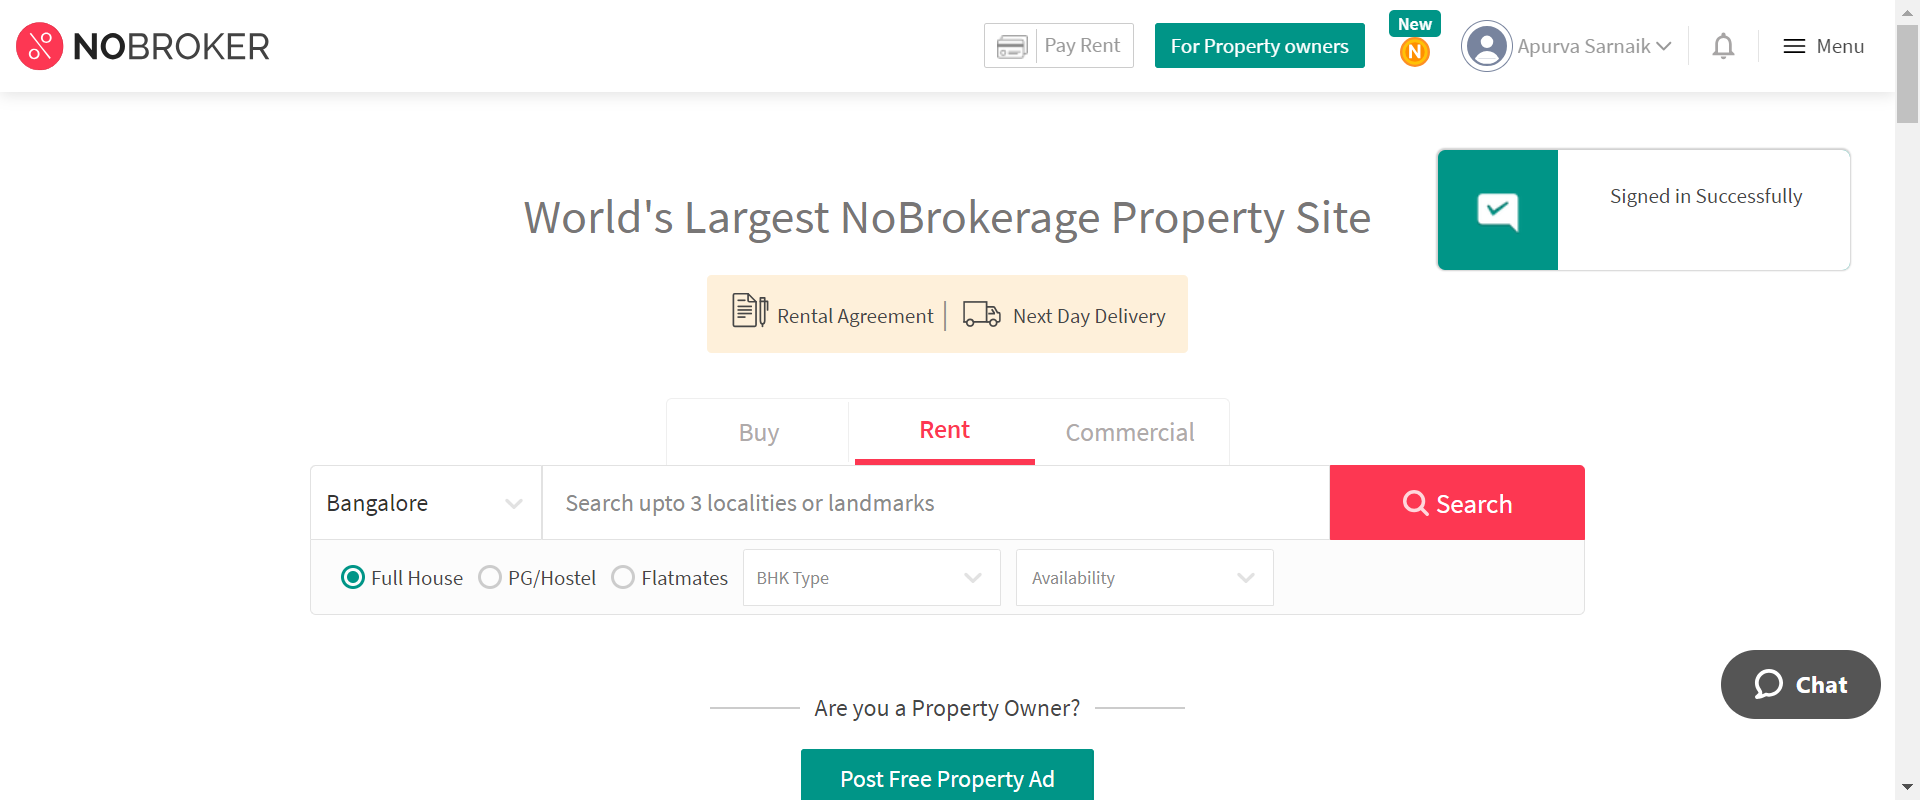 NOBROKER
Pay Rent
For Property owners
New
N
Apurva Sarnaik
Menu
Signed in Successfully
World's Largest NoBrokerage Property Site
Rental Agreement
Next Day Delivery
Buy
Rent
Commercial
Bangalore
Search upto 3 localities or landmarks
Search
Full House
PG/Hostel
Flatmates
BHK Type
Availability
Chat
Are you a Property Owner?
Post Free Property Ad